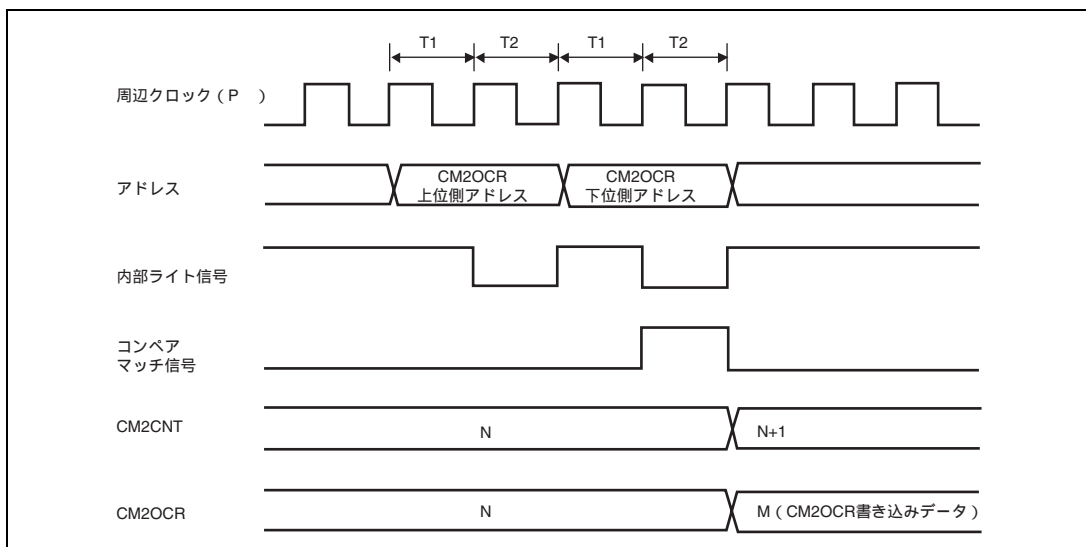 T1 T2 T1 T2
周辺クロック（P　）
アドレス
CM2OCR
上位側アドレス
CM2OCR
下位側アドレス
内部ライト信号
コンペア
マッチ信号
CM2CNT
N
N+1
CM2OCR
N
M（CM2OCR書き込みデータ）